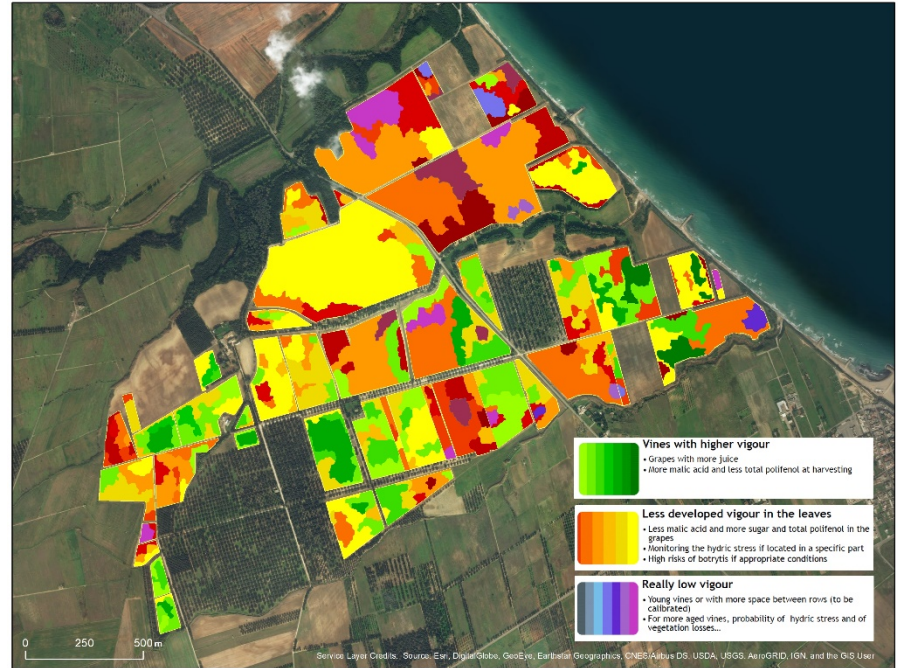 Vines with higher vigour
• Grapes with more juice
• More malic acid and less total polifenol at harvesting
Less developed vigour in the leaves
• Less malic acid and more sugar and total polifenol in the
grapes
• Monitoring the hydric stress if located in a specific part
• High risks of botrytis if appropriate conditions
Really low vigour
• Young vines or with more space between rows (to be
calibrated)
• For more aged vines, probability of hydric stress and of
vegetation losses...
0 250 500 m
Service Layer Credits: Source: Esri, DigitalGlobe, GeoEye, Earthstar Geographics, CNES/Airbus DS, USDA, USGS, AeroGRID, IGN, and the GIS User